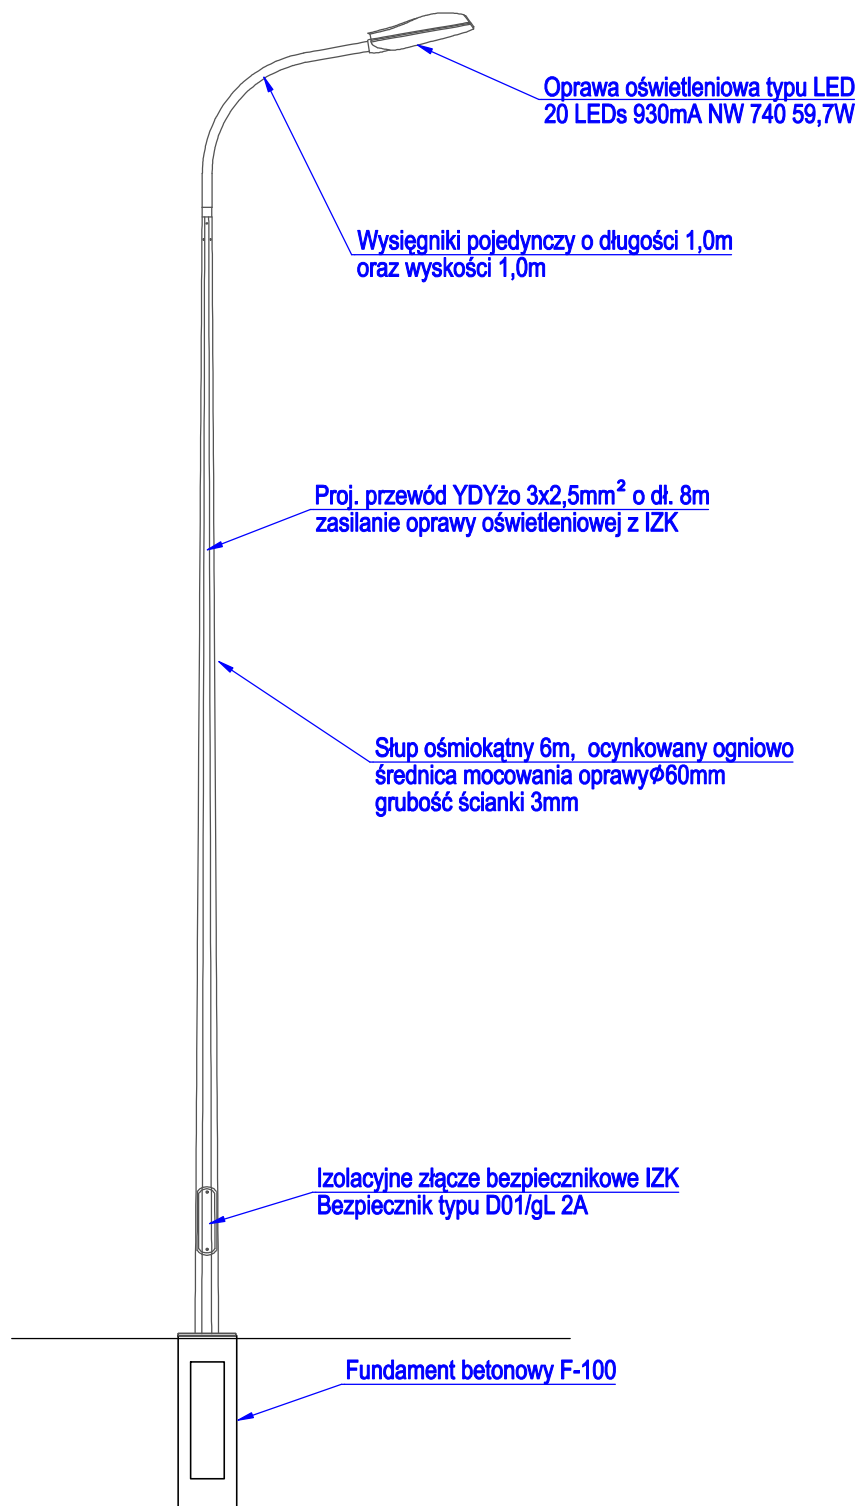 Oprawa oświetleniowa typu LED
20 LEDs 930mA NW 740 59,7W
Wysięgniki pojedynczy o długości 1,0m
oraz wyskości 1,0m
Proj. przewód YDYżo 3x2,5mm² o dł. 8m
zasilanie oprawy oświetleniowej z IZK
Słup ośmiokątny 6m, ocynkowany ogniowo
średnica mocowania oprawyϕ60mm
grubość ścianki 3mm
Izolacyjne złącze bezpiecznikowe IZK
Bezpiecznik typu D01/gL 2A
Fundament betonowy F-100